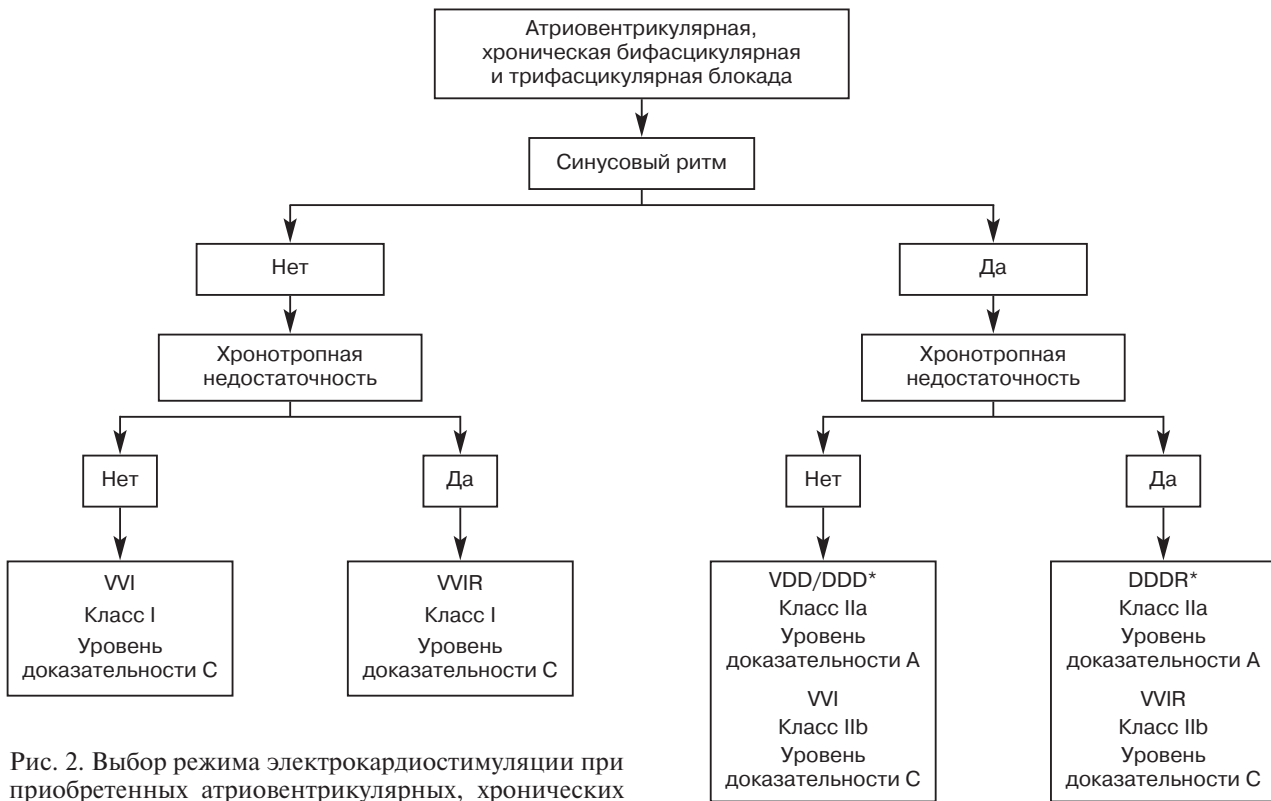 Атриовентрикулярная,
хроническая бифасцикулярная
и трифасцикулярная блокада
Синусовый ритм
Нет
Да
Хронотропная
недостаточность
Хронотропная
недостаточность
Нет
Да
Нет
Да
VVI
Класс I
Уровень
доказательности C
VVIR
Класс I
Уровень
доказательности C
VDD/DDD*
Класс IIa
Уровень
доказательности A
VVI
Класс IIb
Уровень
доказательности C
DDDR*
Класс IIa
Уровень
доказательности A
VVIR
Класс IIb
Уровень
доказательности C
Рис. 2. Выбор режима электрокардиостимуляции при
приобретенных атриовентрикулярных, хронических